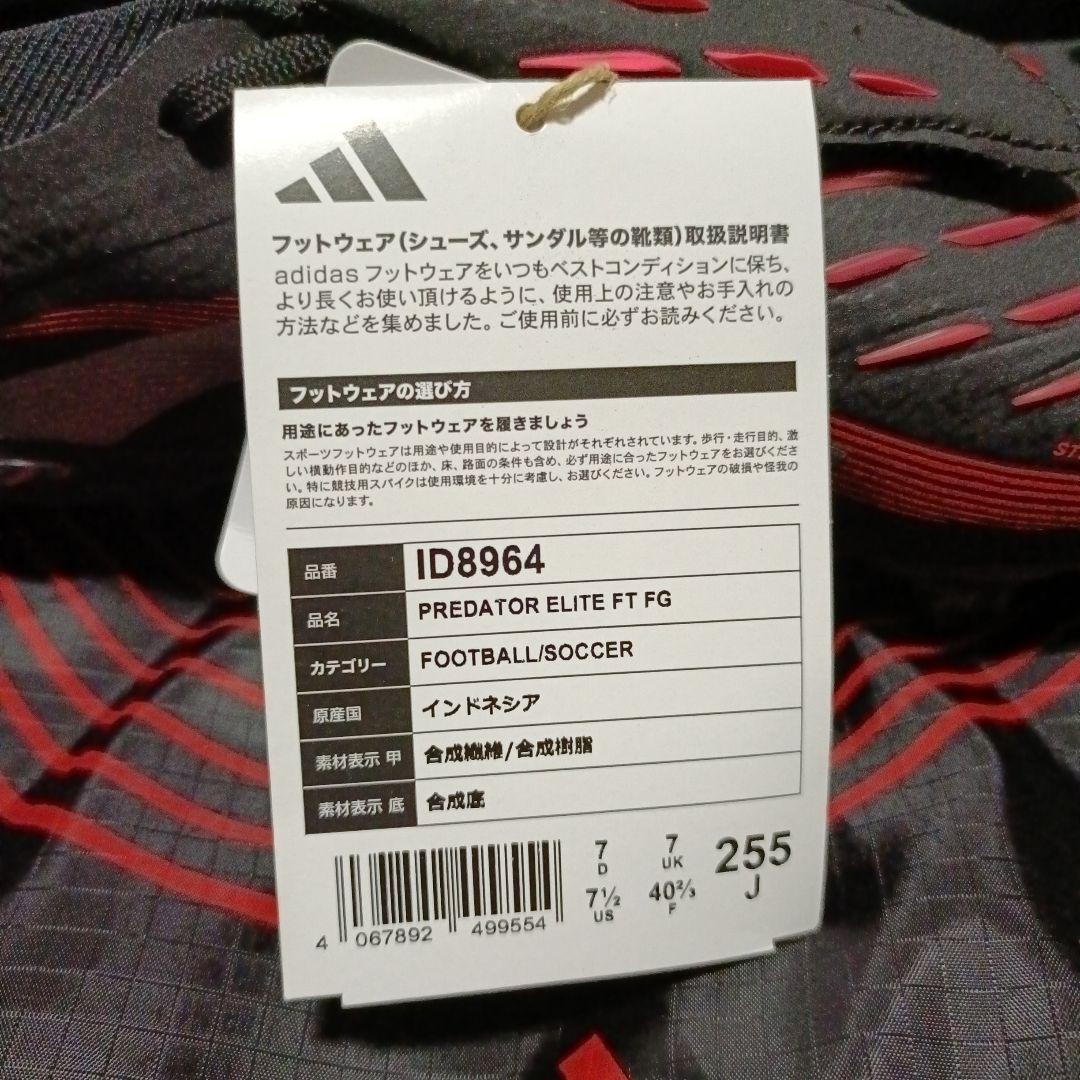 フットウェア(シューズ、サンダル等の靴類)取扱説明書
adidas フットウェアをいつもベストコンディションに保ち、
より長くお使い頂けるように、使用上の注意やお手入れの
方法などを集めました。ご使用前に必ずお読みください。
フットウェアの選び方
用途にあったフットウェアを履きましょう
スポーツフットウェアは用途や使用目的によって設計がそれぞれされています。歩行・走行目的、激
しい横動作目的などのほか、床、路面の条件も含め、必ず用途に合ったフットウェアをお選びくださ
い。特に競技用スパイクは使用環境を十分に考慮し、お選びください。フットウェアの破損や怪我の
原因になります。
品番 ID8964
品名 PREDATOR ELITE FT FG
カテゴリー FOOTBALL/SOCCER
原産国 インドネシア
素材表示 甲 合成繊維/合成樹脂
素材表示 底 合成底
7 D 7 UK 255 J
7½ US 40⅔ F
4 067892 499554